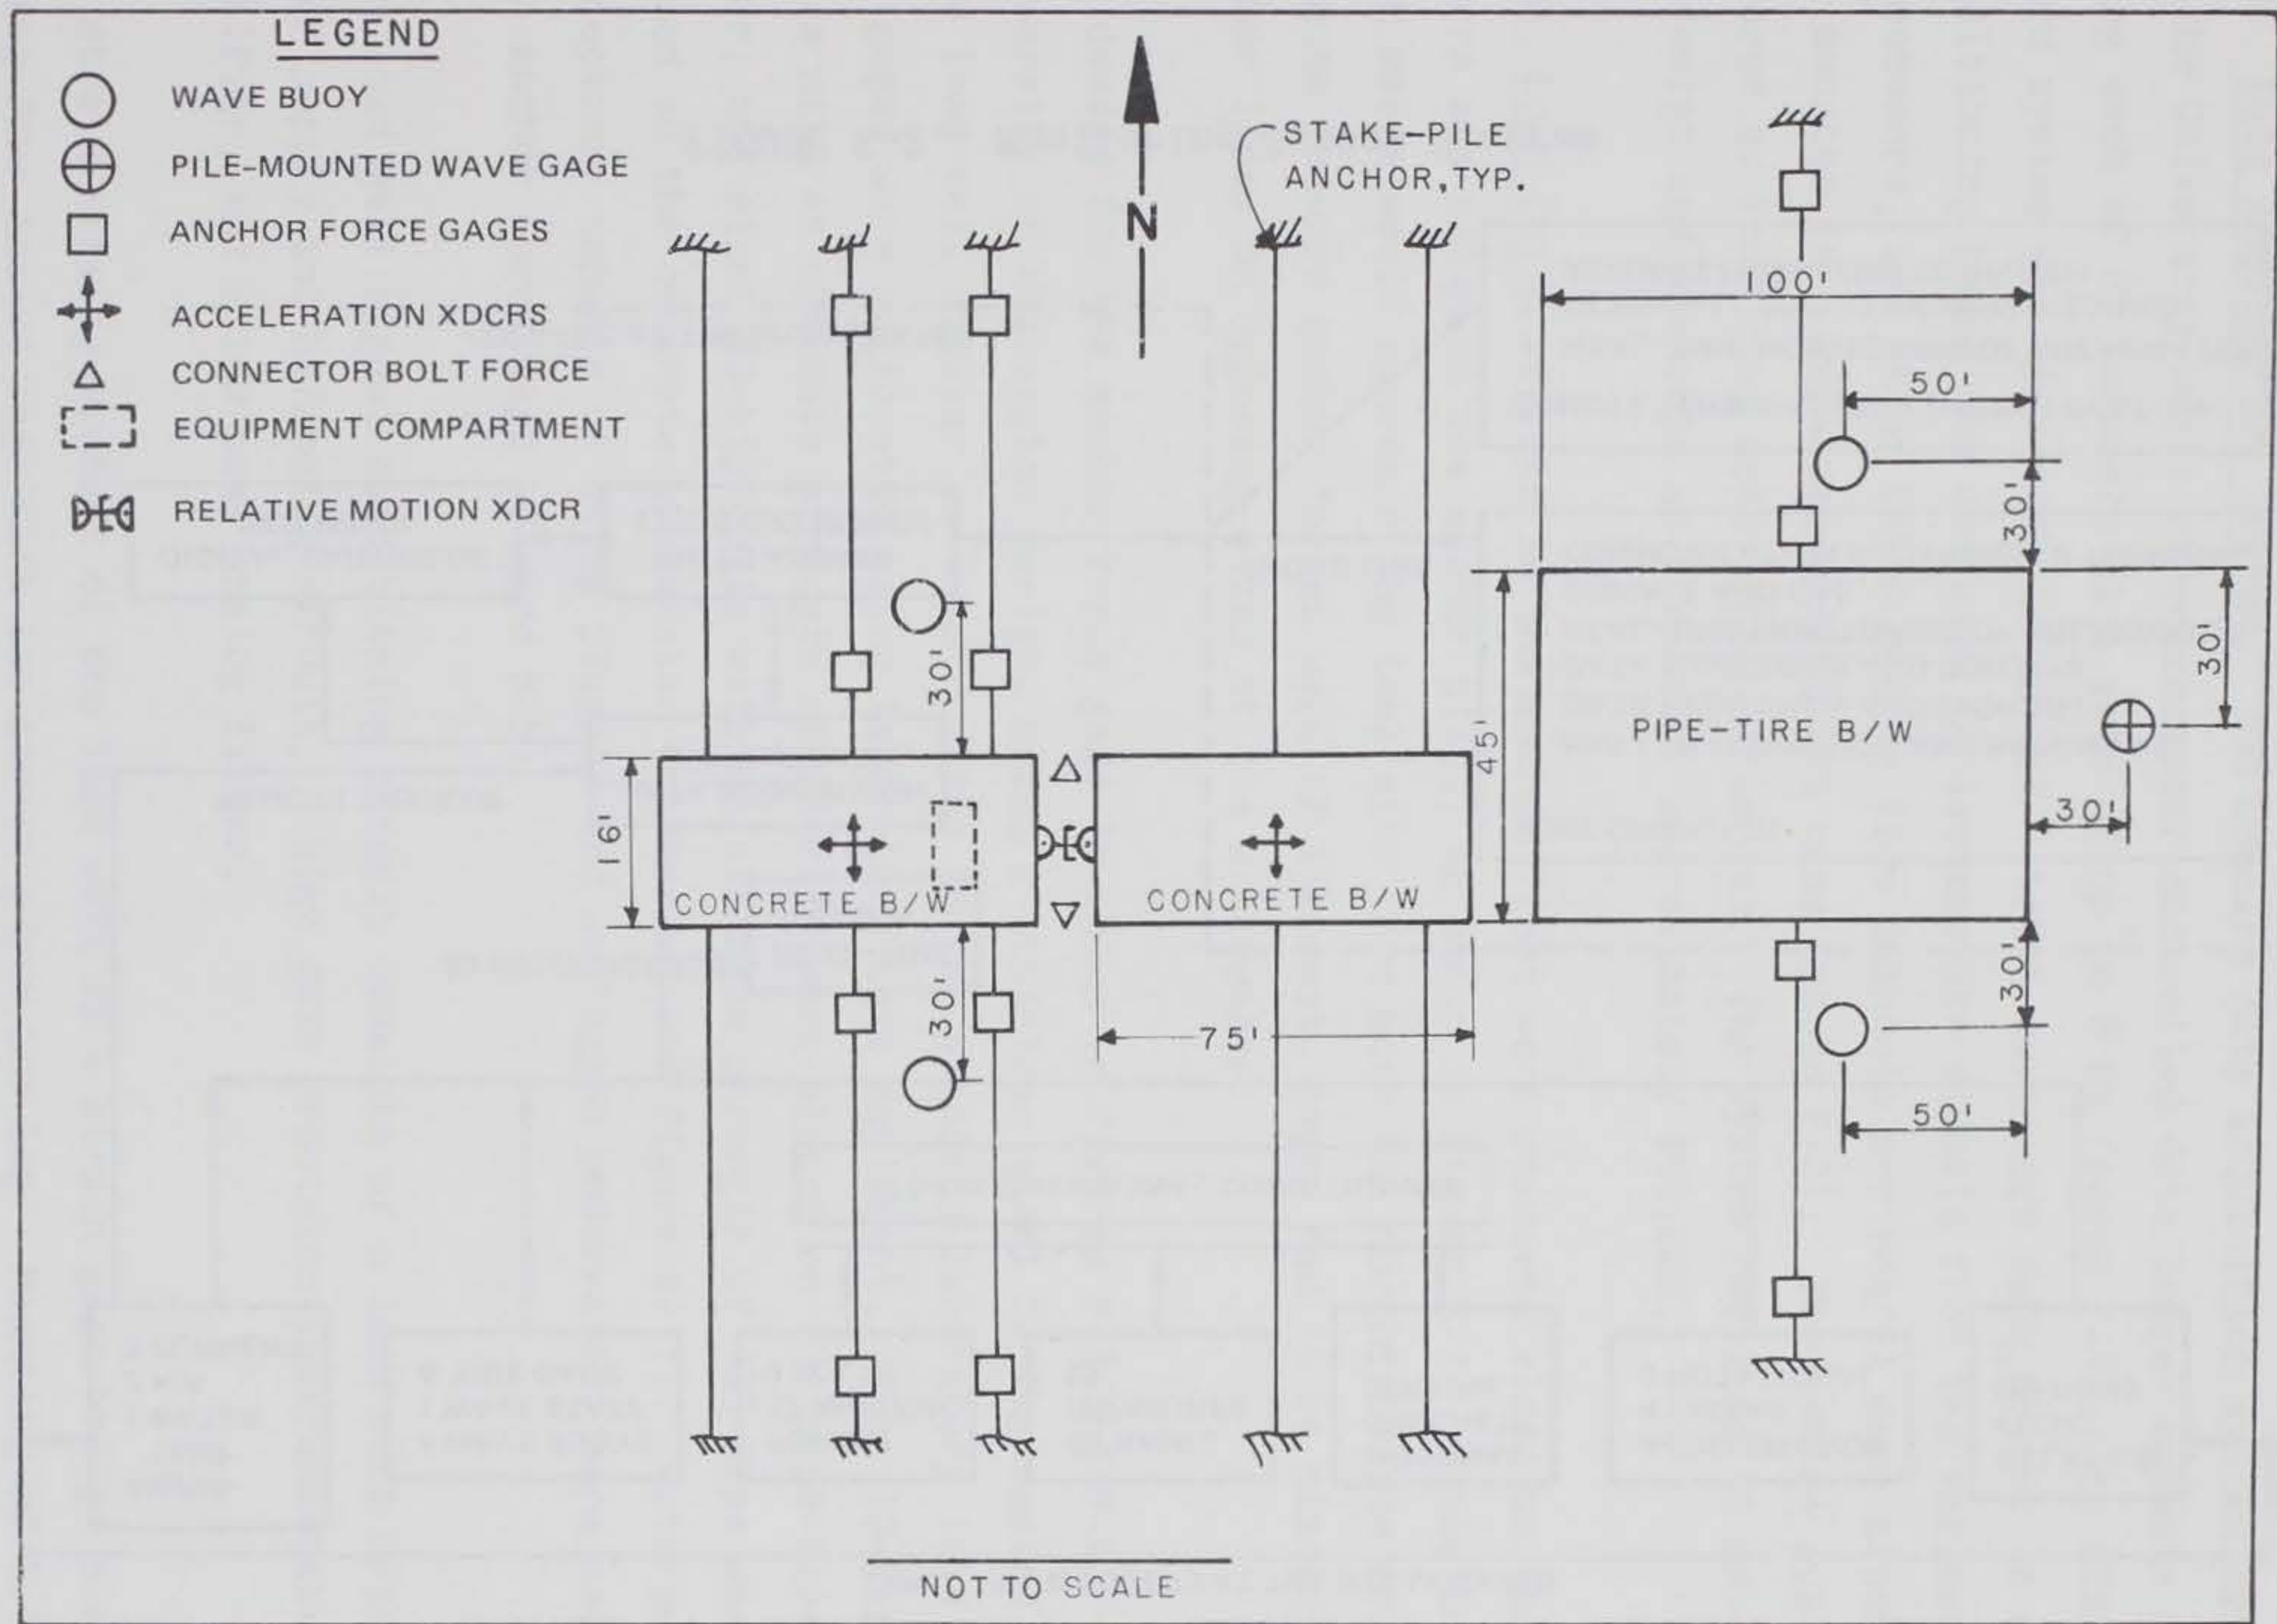 LEGEND
WAVE BUOY
PILE-MOUNTED WAVE GAGE
ANCHOR FORCE GAGES
ACCELERATION XDCRS
CONNECTOR BOLT FORCE
EQUIPMENT COMPARTMENT
RELATIVE MOTION XDCR
N
STAKE-PILE
ANCHOR, TYP.
100'
50'
30'
30'
30'
45'
PIPE-TIRE B/W
30'
16'
CONCRETE B/W
CONCRETE B/W
30'
30'
75'
50'
NOT TO SCALE